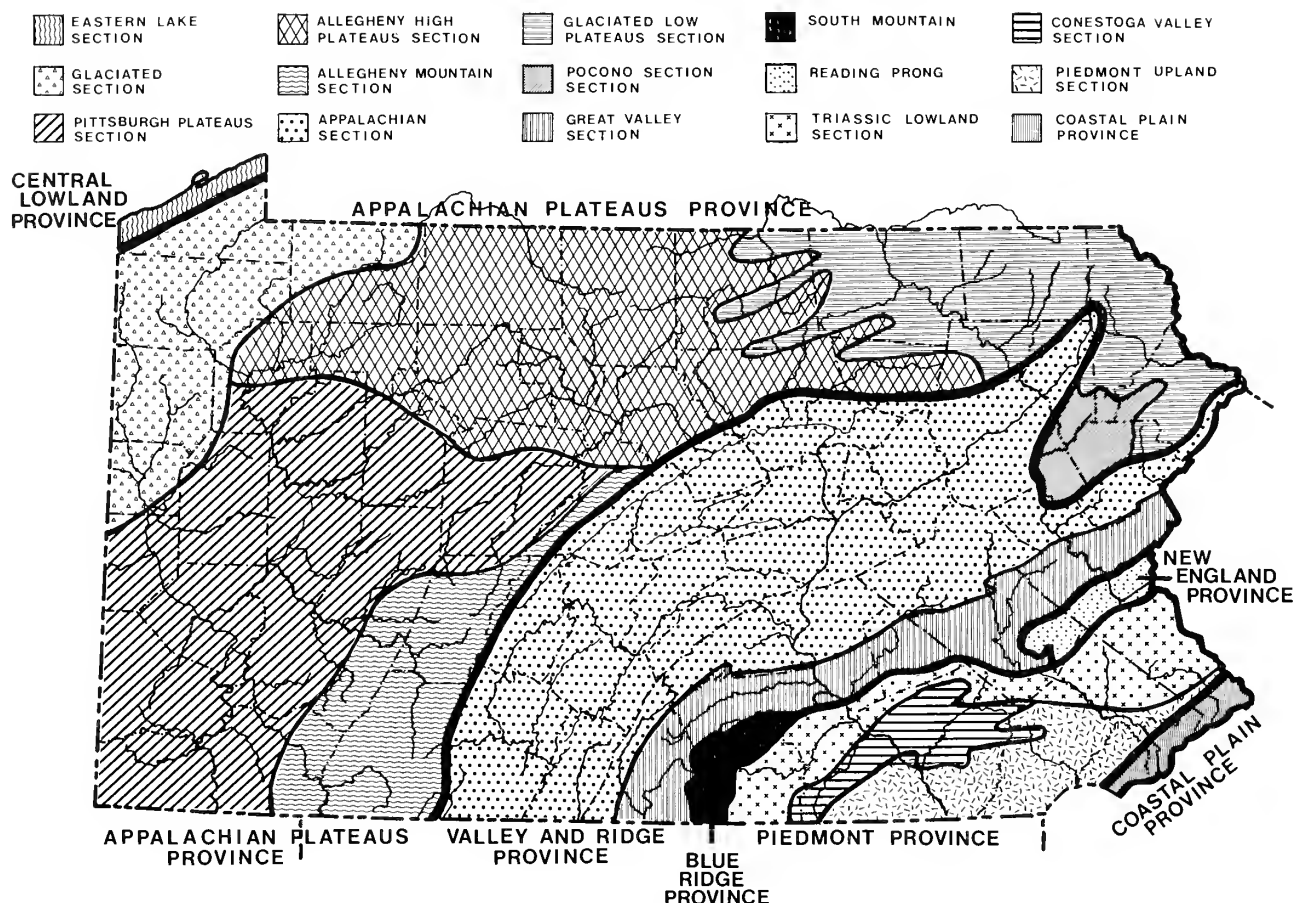 EASTERN LAKE
SECTION
ALLEGHENY HIGH
PLATEAUS SECTION
GLACIATED LOW
PLATEAUS SECTION
SOUTH MOUNTAIN
CONESTOGA VALLEY
SECTION
GLACIATED
SECTION
ALLEGHENY MOUNTAIN
SECTION
POCONO SECTION
SECTION
READING PRONG
PIEDMONT UPLAND
SECTION
PITTSBURGH PLATEAUS
SECTION
APPALACHIAN
SECTION
GREAT VALLEY
SECTION
TRIASSIC LOWLAND
SECTION
COASTAL PLAIN
PROVINCE
CENTRAL
LOWLAND
PROVINCE
APPALACHIAN PLATEAUS PROVINCE
NEW
ENGLAND
PROVINCE
COASTAL PLAIN
PROVINCE
APPALACHIAN PLATEAUS
PROVINCE
VALLEY AND RIDGE
PROVINCE
BLUE
RIDGE
PROVINCE
PIEDMONT PROVINCE